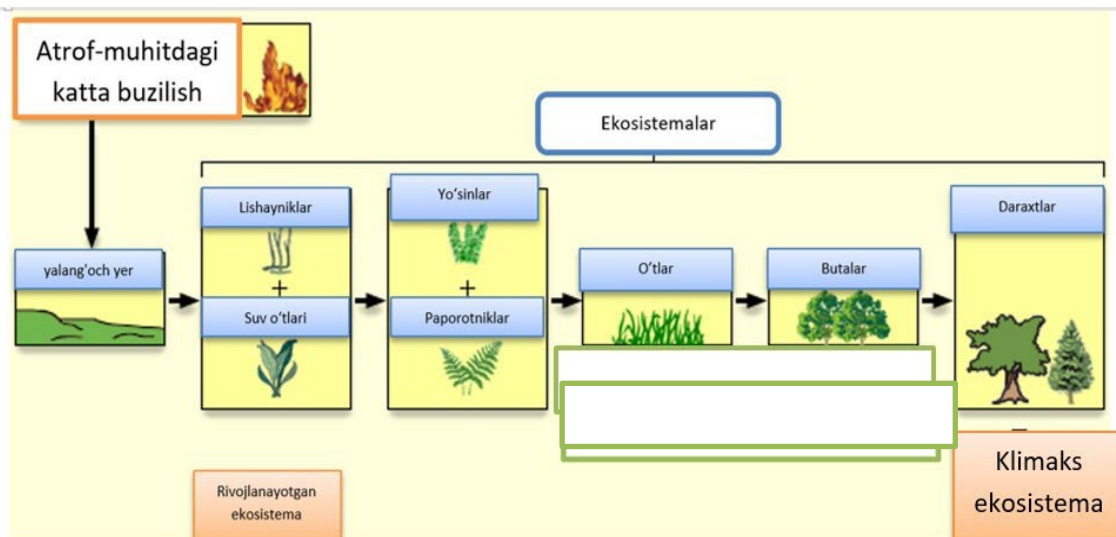 Atrof-muhitdagi
katta buzilish
Ekosistemalar
Lishayniklar
Yo‘sinlar
Daraxtlar
yalang'och yer
O‘tlar
Butalar
+
+
Suv o‘tlari
Paporotniklar
Rivojlanayotgan
ekosistema
Klimaks
ekosistema